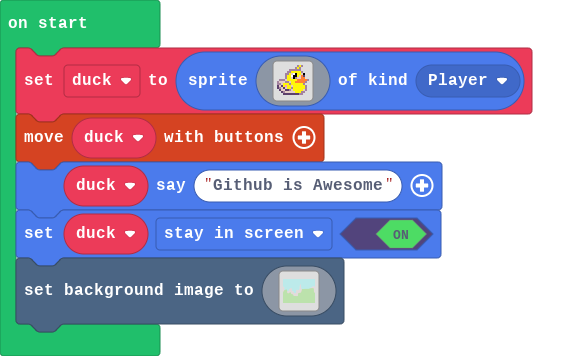 on start
set duck to sprite of kind Player
move duck with buttons
duck say "Github is Awesome"
set duck stay in screen ON
set background image to